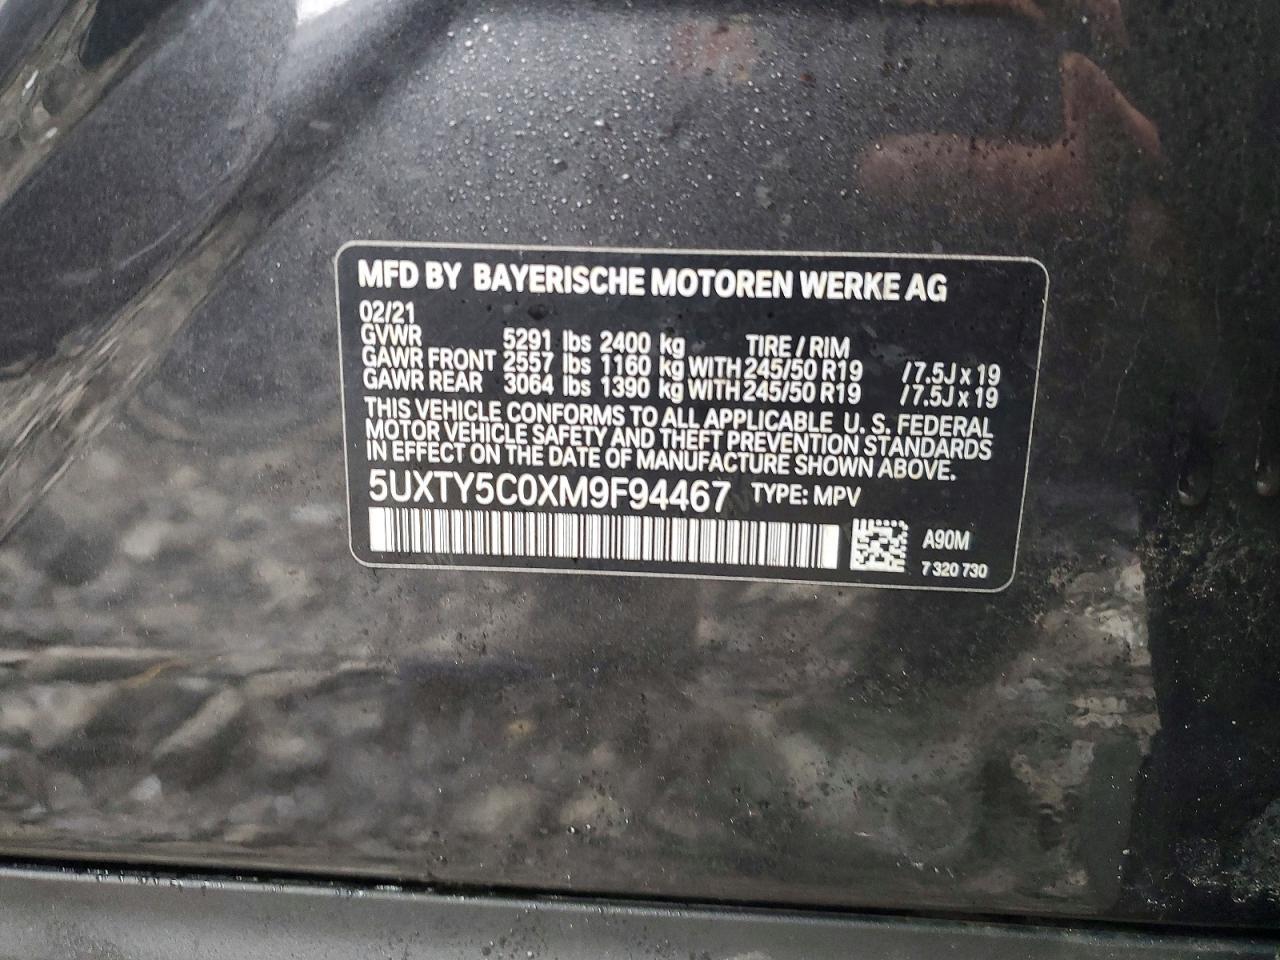 MFD BY BAYERISCHE MOTOREN WERKE AG
02/21
GVWR 5291 lbs 2400 kg TIRE / RIM
GAWR FRONT 2557 lbs 1160 kg WITH 245/50 R19 /7.5J x 19
GAWR REAR 3064 lbs 1390 kg WITH 245/50 R19 /7.5J x 19
THIS VEHICLE CONFORMS TO ALL APPLICABLE U. S. FEDERAL
MOTOR VEHICLE SAFETY AND THEFT PREVENTION STANDARDS
IN EFFECT ON THE DATE OF MANUFACTURE SHOWN ABOVE.
5UXTY5C0XM9F94467 TYPE: MPV
A90M
7 320 730